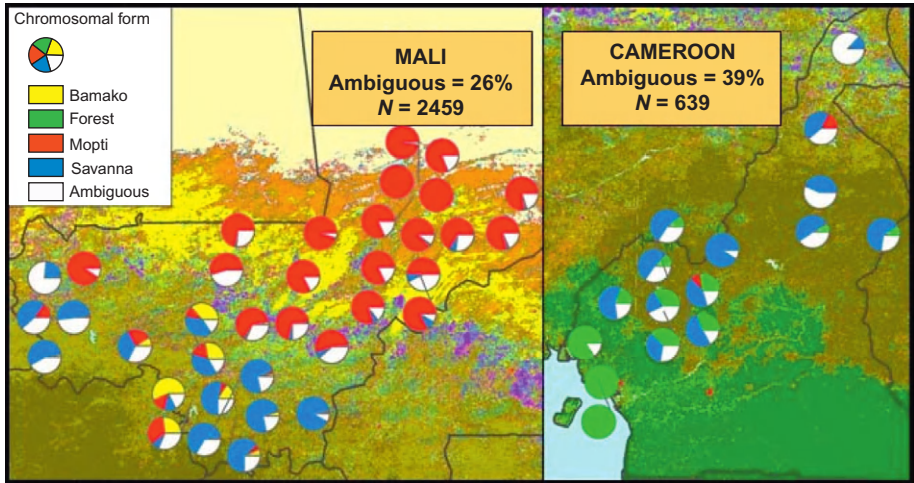 Chromosomal form
Bamako
Forest
Mopti
Savanna
Ambiguous
MALI
Ambiguous = 26%
N = 2459
CAMEROON
Ambiguous = 39%
N = 639